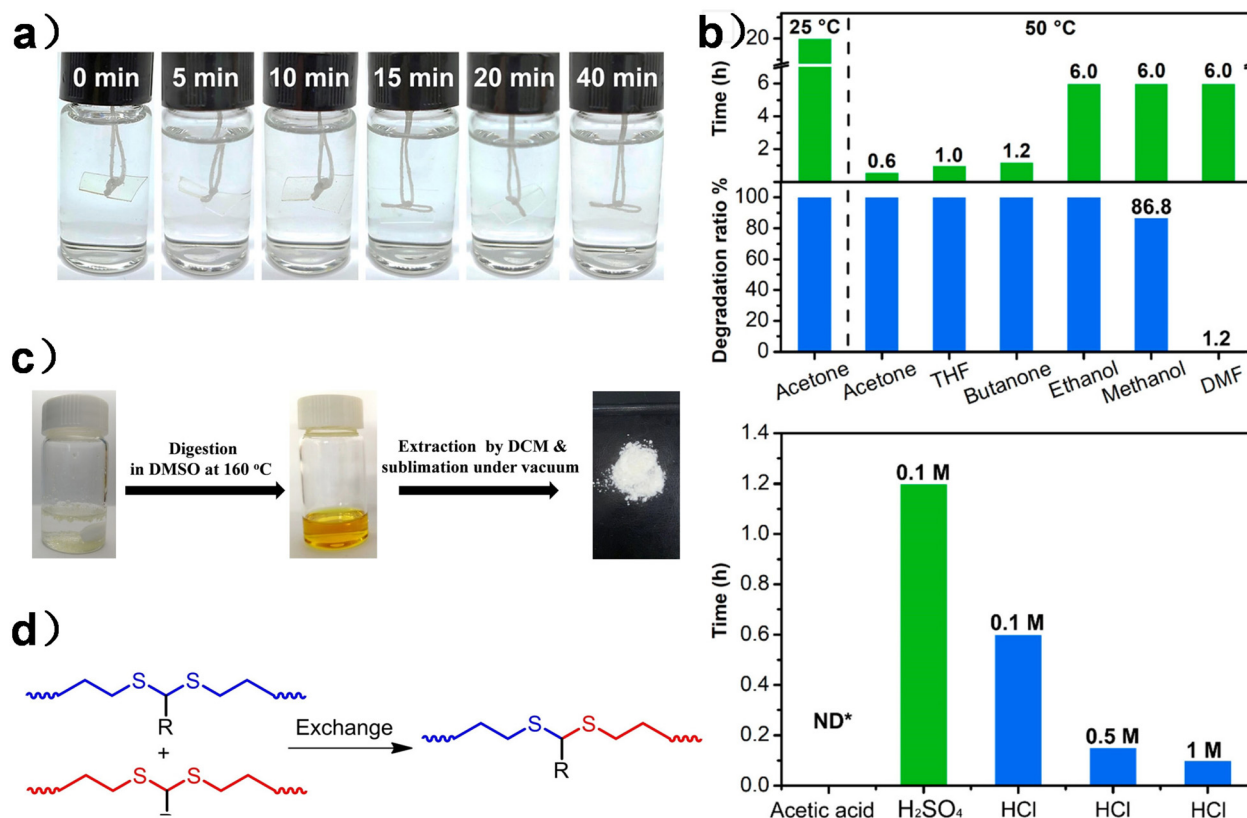 a)
0 min
5 min
10 min
15 min
20 min
40 min
b)
25 °C
50 °C
Time (h)
20
6
4
2
0.6
1.0
1.2
6.0
6.0
6.0
*
Degradation ratio %
100
80
60
40
20
0
86.8
1.2
Acetone
Acetone
THF
Butanone
Ethanol
Methanol
DMF
c)
Digestion
in DMSO at 160 °C
Extraction by DCM &
sublimation under vacuum
Time (h)
1.4
1.2
1.0
0.8
0.6
0.4
0.2
0.0
ND*
0.1 M
0.1 M
0.5 M
1 M
Acetic acid
H₂SO₄
HCl
HCl
HCl
d)
S S
R
+
S S
Exchange
S S
R